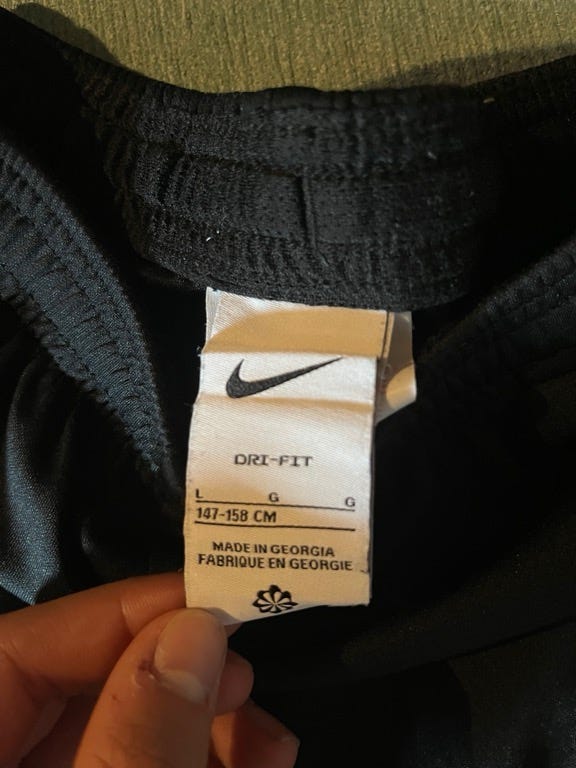 DRI-FIT
L G G
147-158 CM
MADE IN GEORGIA
FABRIQUE EN GEORGIE